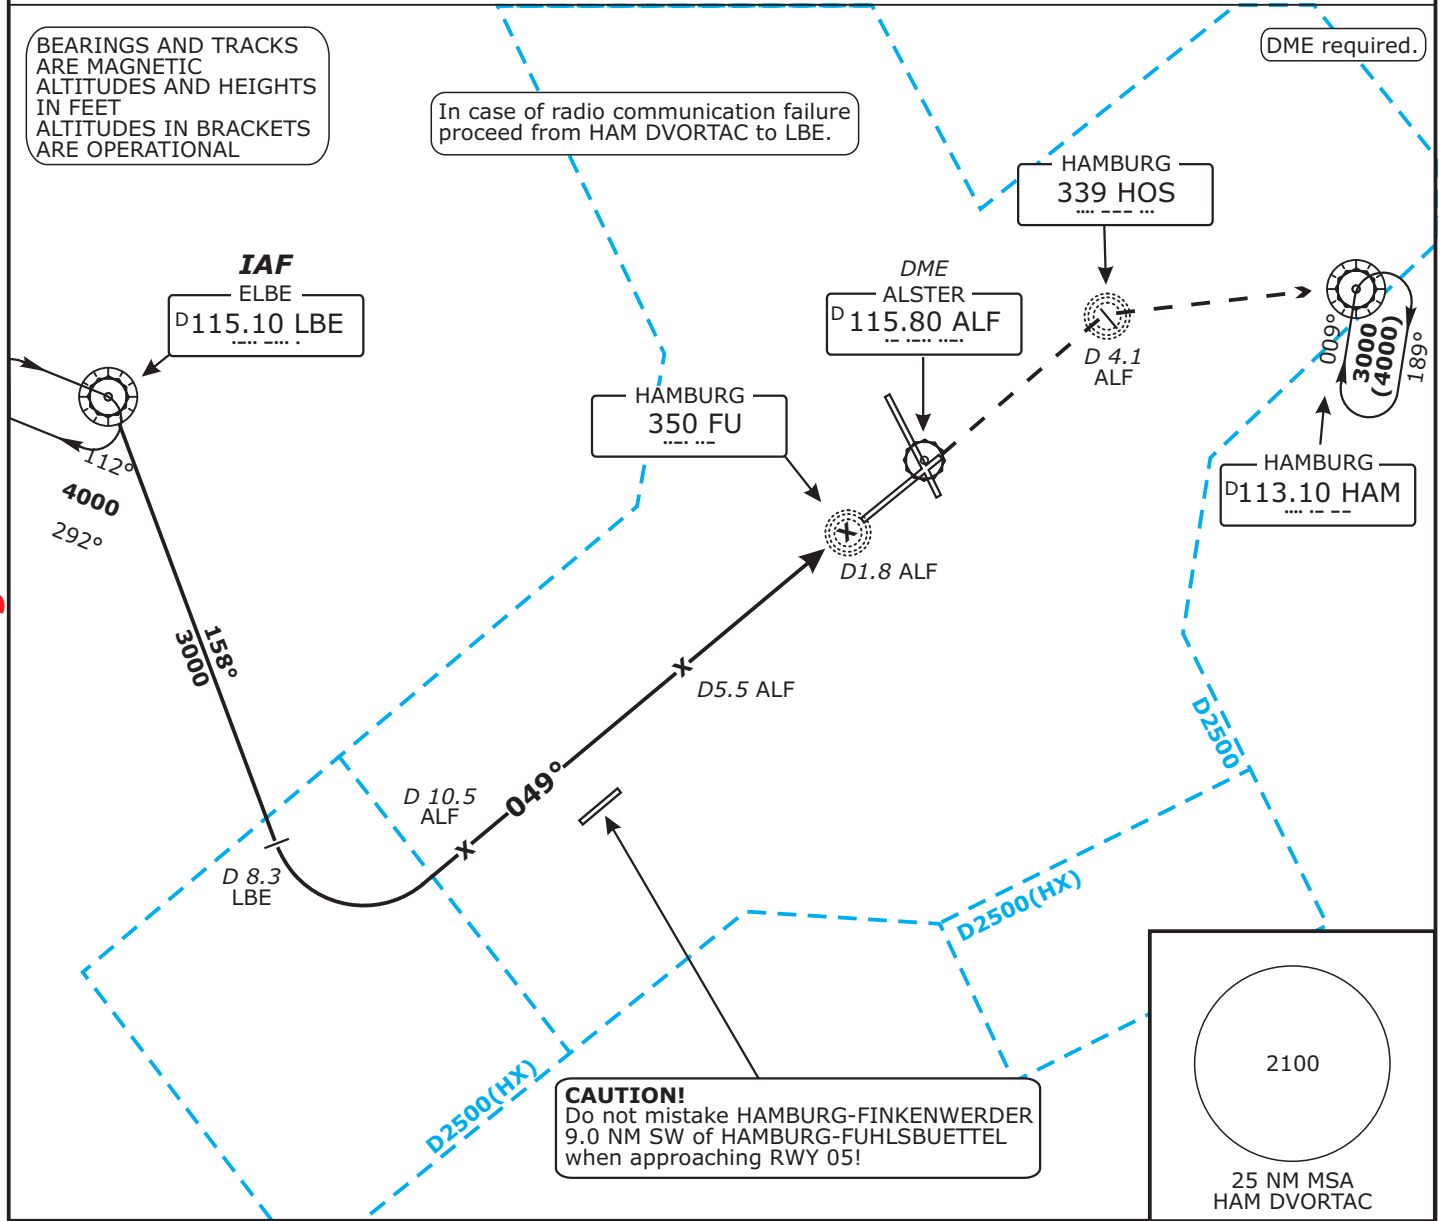 BEARINGS AND TRACKS
ARE MAGNETIC
ALTITUDES AND HEIGHTS
IN FEET
ALTITUDES IN BRACKETS
ARE OPERATIONAL
In case of radio communication failure
proceed from HAM DVORTAC to LBE.
DME required.
HAMBURG
339 HOS
IAF
ELBE
D 115.10 LBE
DME
ALSTER
D 115.80 ALF
D 4.1
ALF
009°
3000
(4000)
189°
HAMBURG
350 FU
HAMBURG
D 113.10 HAM
112°
4000
292°
D1.8 ALF
158°
3000
D5.5 ALF
D2500
049°
D 10.5
ALF
D 8.3
LBE
D2500(HX)
D2500(HX)
CAUTION!
Do not mistake HAMBURG-FINKENWERDER
9.0 NM SW of HAMBURG-FUHLSBUETTEL
when approaching RWY 05!
2100
25 NM MSA
HAM DVORTAC